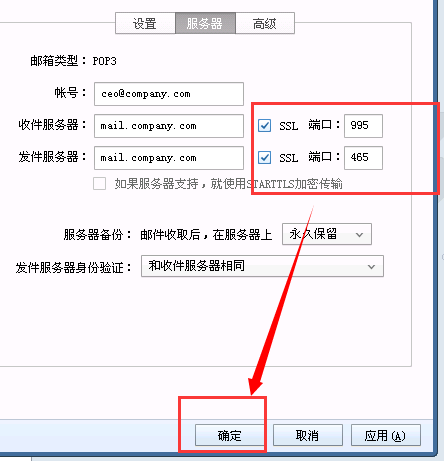 设置 服务器 高级
邮箱类型：POP3
帐号：ceo@company.com
收件服务器：mail.company.com SSL 端口：995
发件服务器：mail.company.com SSL 端口：465
如果服务器支持，就使用STARTTLS加密传输
服务器备份：邮件收取后，在服务器上 永久保留
发件服务器身份验证：和收件服务器相同
确定 取消 应用(A)